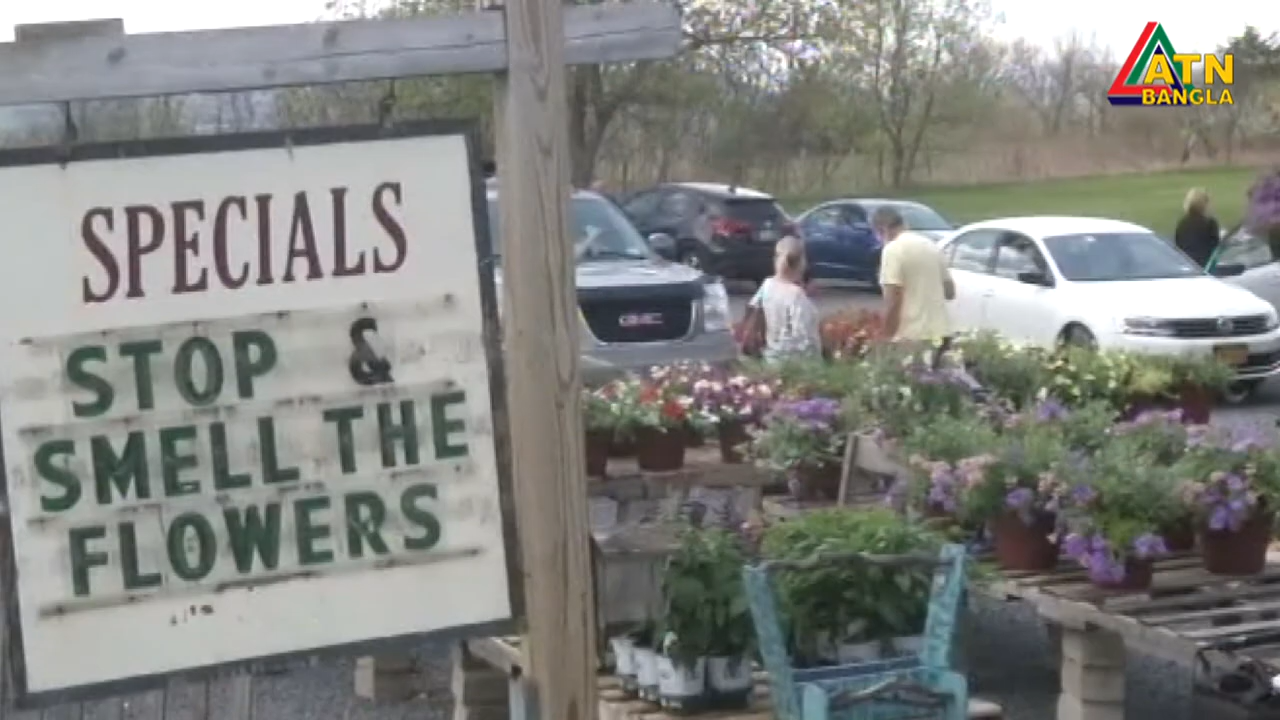 ATN
BANGLA
SPECIALS
STOP &
SMELL THE
FLOWERS
GMC